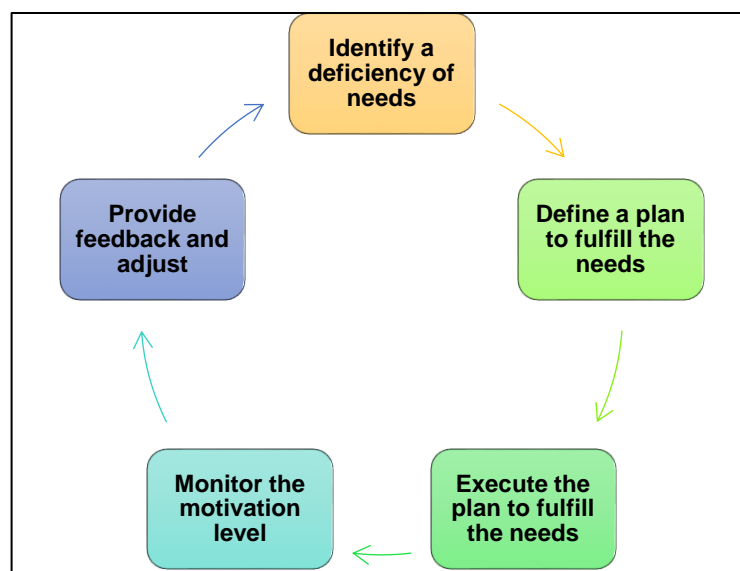 Identify a
deficiency of
needs
Define a plan
to fulfill the
needs
Execute the
plan to fulfill
the needs
Monitor the
motivation
level
Provide
feedback and
adjust